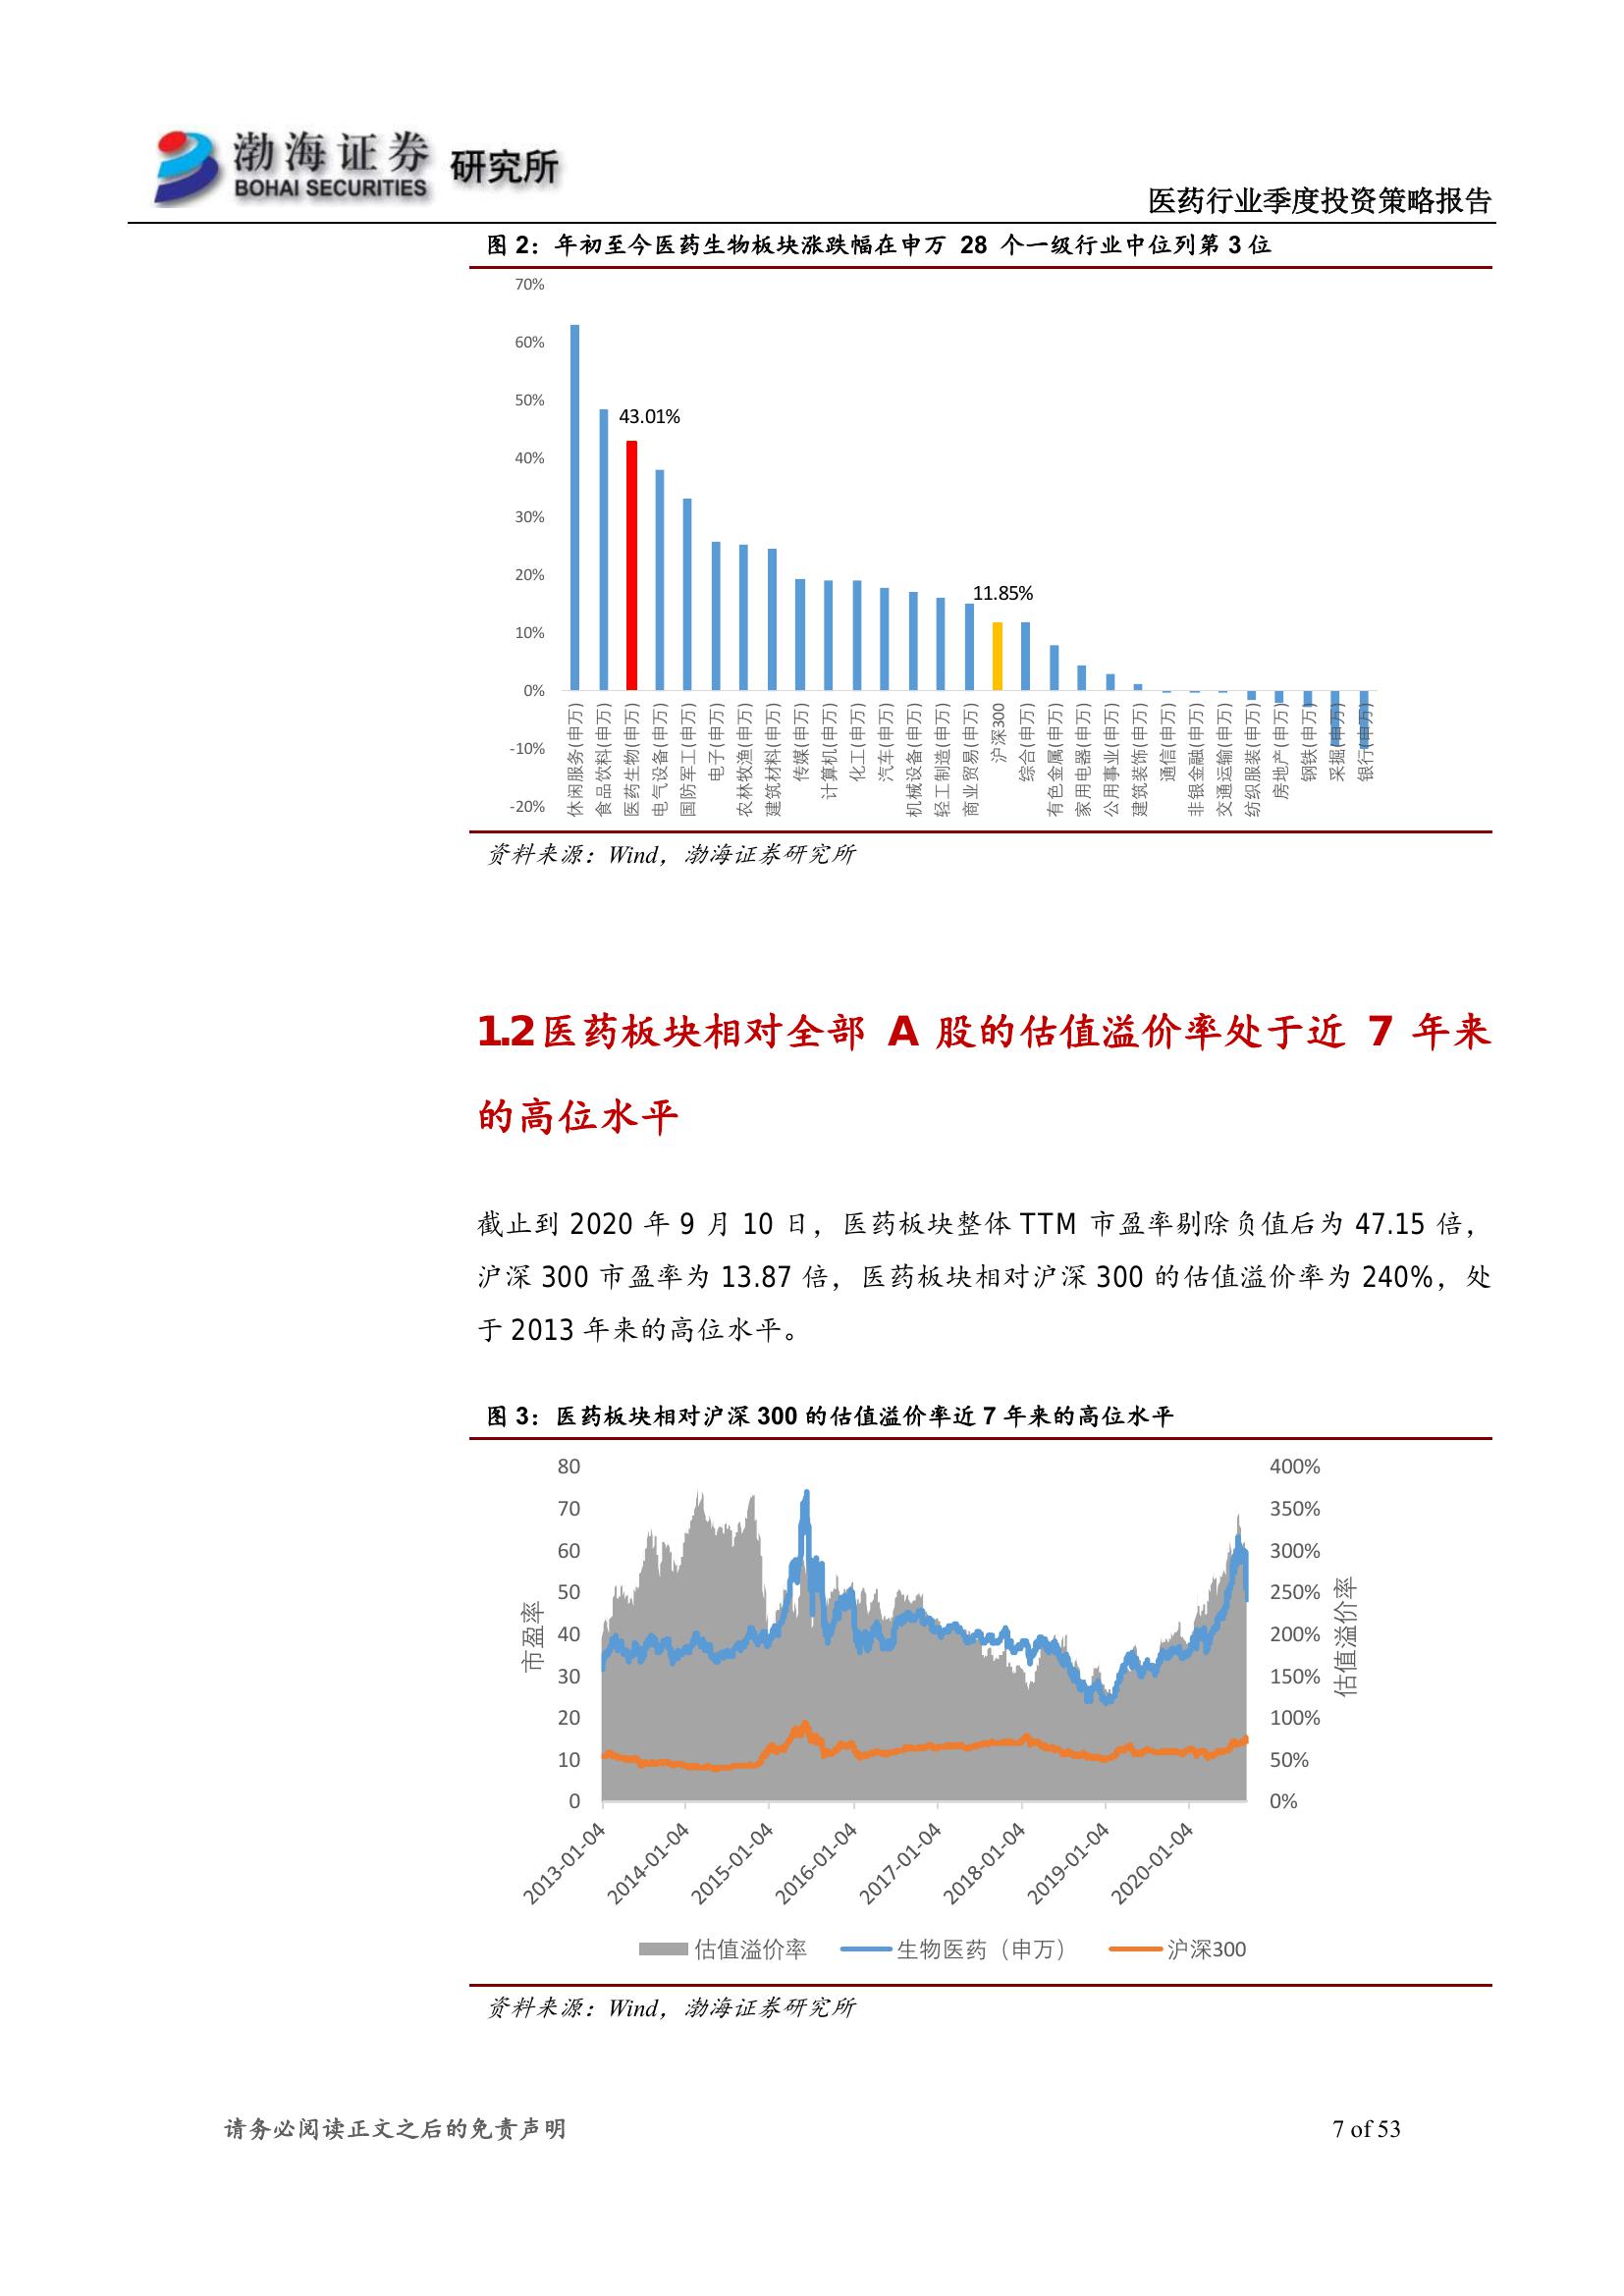 渤海证券 研究所
BOHAI SECURITIES
医药行业季度投资策略报告
图 2：年初至今医药生物板块涨跌幅在申万 28 个一级行业中位列第 3 位
70%
60%
50%
40%
30%
20%
10%
0%
-10%
-20%
43.01%
11.85%
休闲服务(申万)
食品饮料(申万)
医药生物(申万)
电气设备(申万)
国防军工(申万)
电子(申万)
农林牧渔(申万)
建筑材料(申万)
传媒(申万)
计算机(申万)
化工(申万)
汽车(申万)
机械设备(申万)
轻工制造(申万)
商业贸易(申万)
沪深300
综合(申万)
有色金属(申万)
家用电器(申万)
公用事业(申万)
建筑装饰(申万)
通信(申万)
非银金融(申万)
交通运输(申万)
纺织服装(申万)
房地产(申万)
钢铁(申万)
采掘(申万)
银行(申万)
资料来源：Wind，渤海证券研究所
1.2医药板块相对全部 A 股的估值溢价率处于近 7 年来
的高位水平
截止到 2020 年 9 月 10 日，医药板块整体 TTM 市盈率剔除负值后为 47.15 倍，
沪深 300 市盈率为 13.87 倍，医药板块相对沪深 300 的估值溢价率为 240%，处
于 2013 年来的高位水平。
图 3：医药板块相对沪深 300 的估值溢价率近 7 年来的高位水平
80
70
60
50
40
30
20
10
0
市盈率
400%
350%
300%
250%
200%
150%
100%
50%
0%
估值溢价率
2013-01-04
2014-01-04
2015-01-04
2016-01-04
2017-01-04
2018-01-04
2019-01-04
2020-01-04
估值溢价率 生物医药（申万） 沪深300
资料来源：Wind，渤海证券研究所
请务必阅读正文之后的免责声明 7 of 53